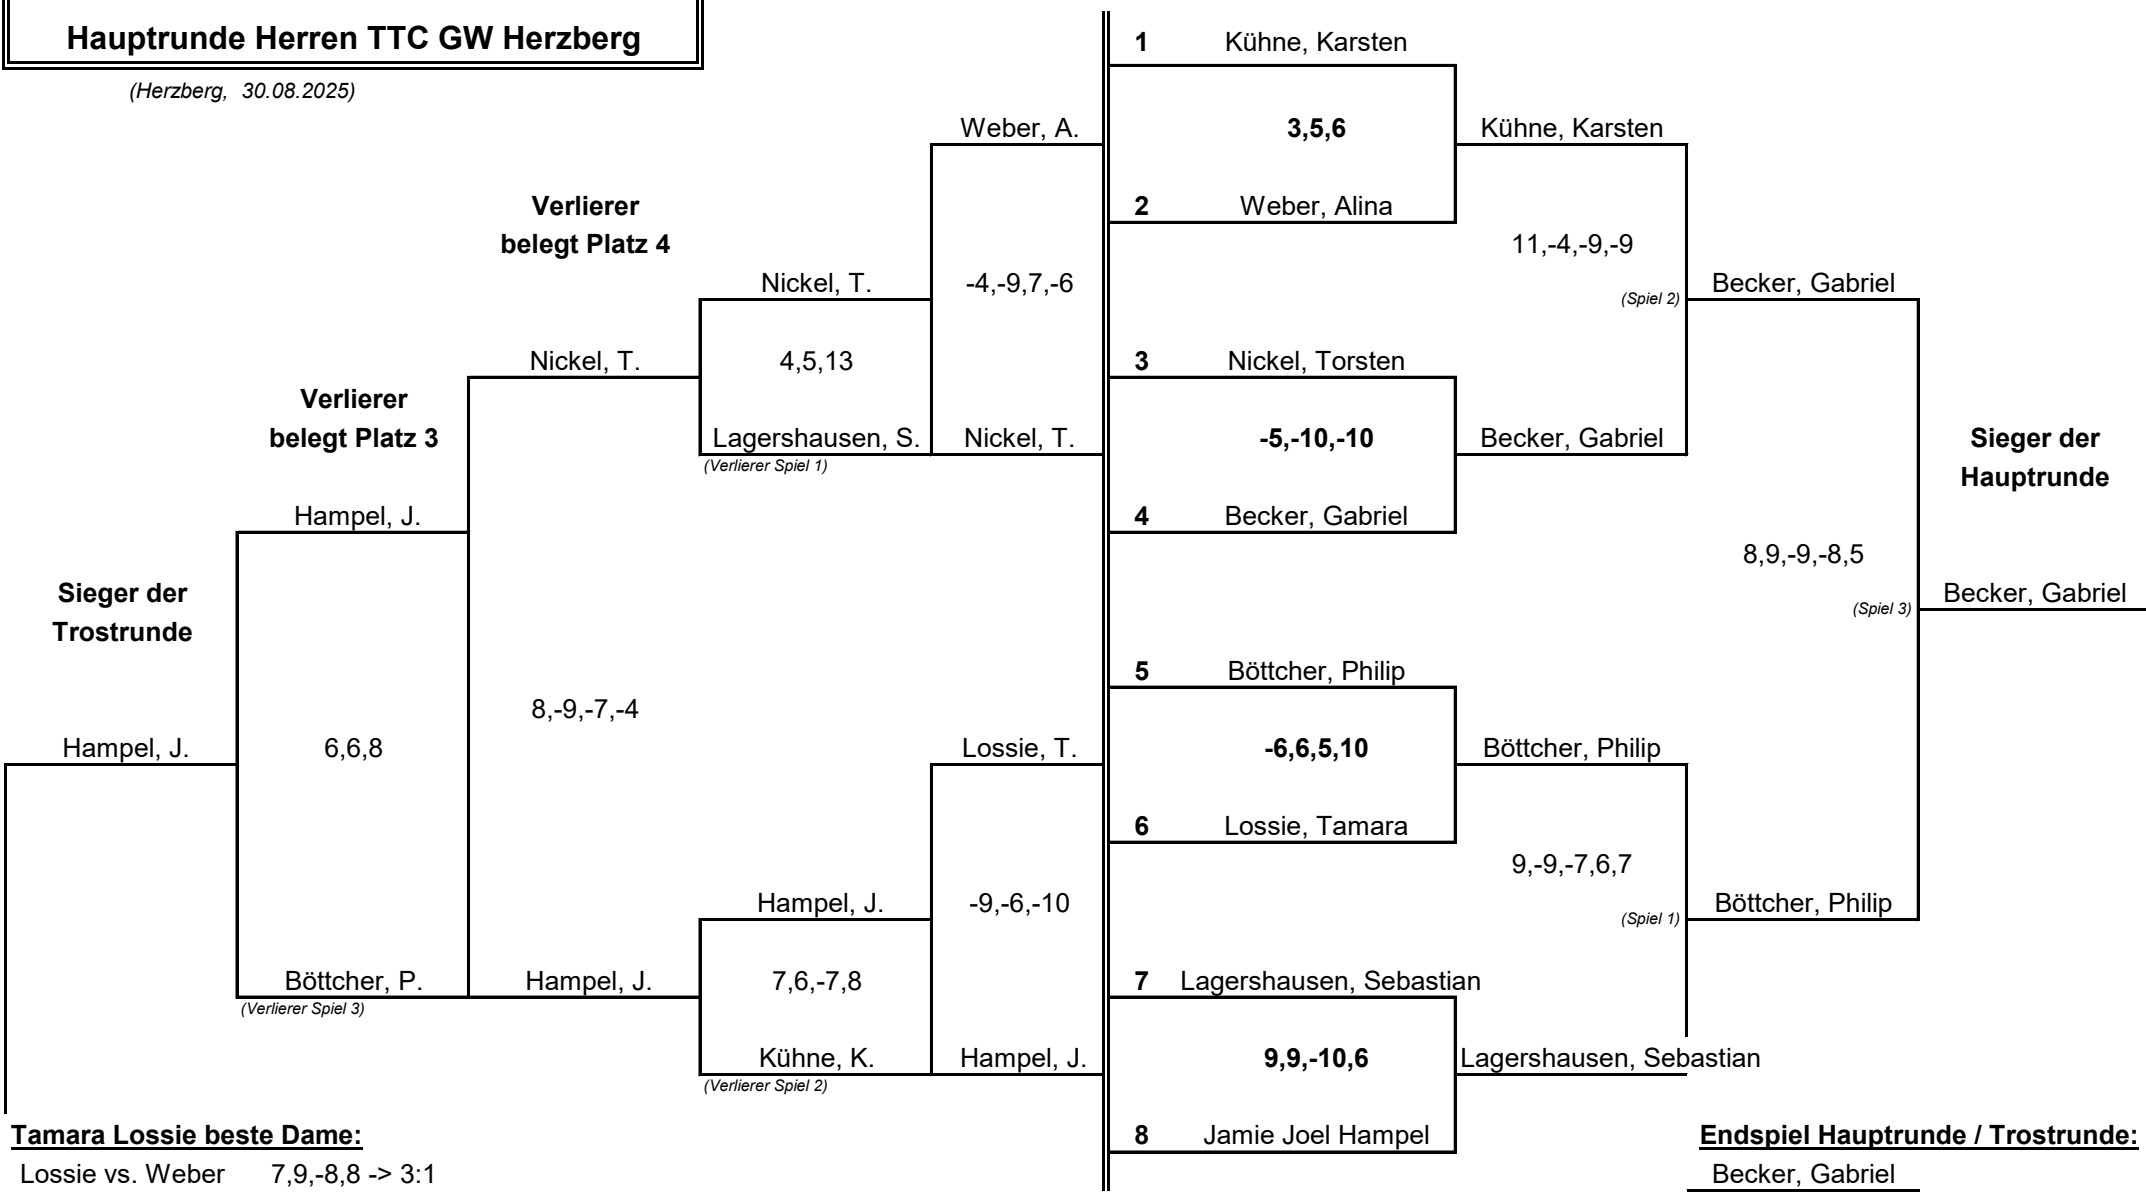 Hauptrunde Herren TTC GW Herzberg
(Herzberg, 30.08.2025)
1 Kühne, Karsten
Weber, A.
3,5,6
Kühne, Karsten
Verlierer
belegt Platz 4
2 Weber, Alina
11,-4,-9,-9
Nickel, T.
-4,-9,7,-6
(Spiel 2)
Becker, Gabriel
Nickel, T.
4,5,13
3 Nickel, Torsten
Verlierer
belegt Platz 3
Lagershausen, S.
(Verlierer Spiel 1)
Nickel, T.
-5,-10,-10
Becker, Gabriel
Sieger der
Hauptrunde
Hampel, J.
4 Becker, Gabriel
8,9,-9,-8,5
Sieger der
Trostrunde
(Spiel 3)
Becker, Gabriel
5 Böttcher, Philip
8,-9,-7,-4
Hampel, J.
6,6,8
Lossie, T.
-6,6,5,10
Böttcher, Philip
6 Lossie, Tamara
9,-9,-7,6,7
Hampel, J.
-9,-6,-10
(Spiel 1)
Böttcher, Philip
Böttcher, P.
(Verlierer Spiel 3)
Hampel, J.
7,6,-7,8
7 Lagershausen, Sebastian
Kühne, K.
(Verlierer Spiel 2)
Hampel, J.
9,9,-10,6
Lagershausen, Sebastian
Tamara Lossie beste Dame:
8 Jamie Joel Hampel
Endspiel Hauptrunde / Trostrunde:
Lossie vs. Weber 7,9,-8,8 -> 3:1
Becker, Gabriel